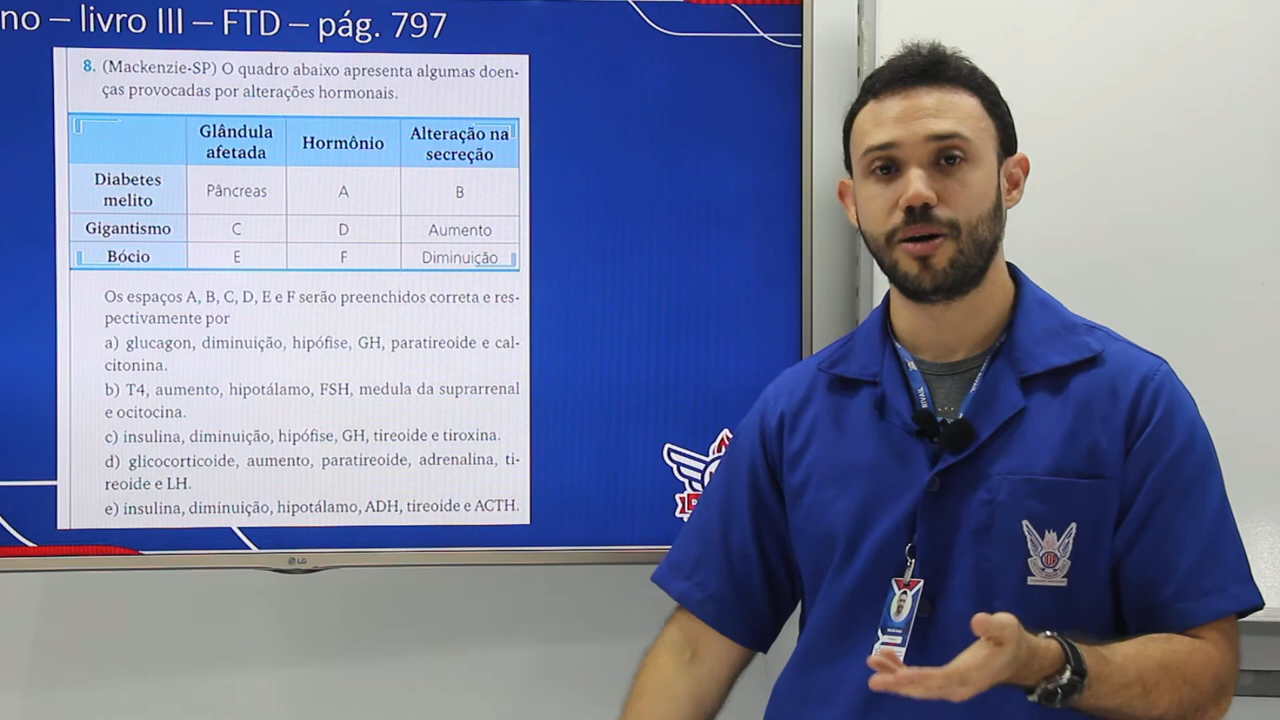 no – livro III – FTD – pág. 797
8. (Mackenzie-SP) O quadro abaixo apresenta algumas doen-
ças provocadas por alterações hormonais.
Glândula afetada Hormônio Alteração na secreção
Diabetes melito Pâncreas A B
Gigantismo C D Aumento
Bócio E F Diminuição
Os espaços A, B, C, D, E e F serão preenchidos correta e res-
pectivamente por
a) glucagon, diminuição, hipófise, GH, paratireoide e cal-
citonina.
b) T4, aumento, hipotálamo, FSH, medula da suprarrenal
e ocitocina.
c) insulina, diminuição, hipófise, GH, tireoide e tiroxina.
d) glicocorticoide, aumento, paratireoide, adrenalina, ti-
reoide e LH.
e) insulina, diminuição, hipotálamo, ADH, tireoide e ACTH.
LG